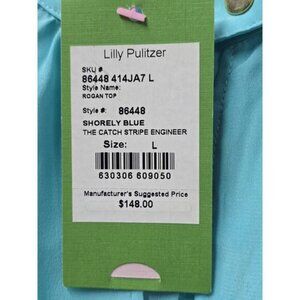 Lilly Pulitzer
SKU #
86448 414JA7 L
Style Name:
ROGAN TOP
Style #: 86448
SHORELY BLUE
THE CATCH STRIPE ENGINEER
Size: L
630306 609050
Manufacturer's Suggested Price
$148.00